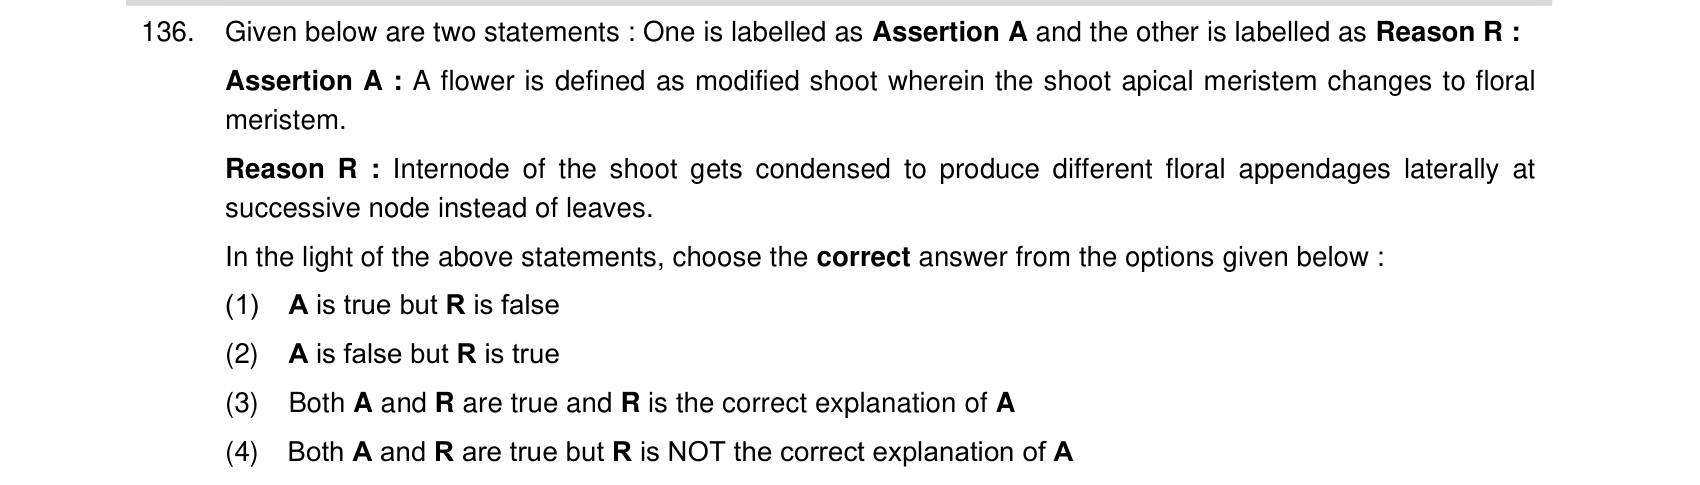 136. Given below are two statements : One is labelled as Assertion A and the other is labelled as Reason R :
Assertion A : A flower is defined as modified shoot wherein the shoot apical meristem changes to floral
meristem.
Reason R : Internode of the shoot gets condensed to produce different floral appendages laterally at
successive node instead of leaves.
In the light of the above statements, choose the correct answer from the options given below :
(1) A is true but R is false
(2) A is false but R is true
(3) Both A and R are true and R is the correct explanation of A
(4) Both A and R are true but R is NOT the correct explanation of A